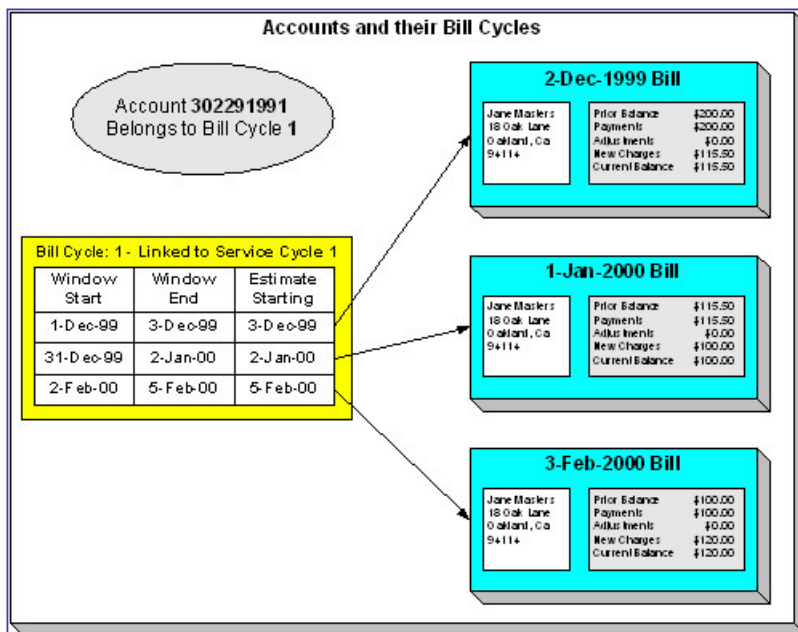 Accounts and their Bill Cycles
Account 302291991
Belongs to Bill Cycle 1
Bill Cycle: 1 - Linked to Service Cycle 1
Window Start Window End Estimate Starting
1-Dec-99 3-Dec-99 3-Dec-99
31-Dec-99 2-Jan-00 2-Jan-00
2-Feb-00 5-Feb-00 5-Feb-00
2-Dec-1999 Bill
Jane Masters
18 Oak Lane
Oakland, Ca
94114
Prior Balance $200.00
Payments $200.00
Adjustments $0.00
New Charges $115.50
Current Balance $115.50
1-Jan-2000 Bill
Jane Masters
18 Oak Lane
Oakland, Ca
94114
Prior Balance $115.50
Payments $115.50
Adjustments $0.00
New Charges $100.00
Current Balance $100.00
3-Feb-2000 Bill
Jane Masters
18 Oak Lane
Oakland, Ca
94114
Prior Balance $100.00
Payments $100.00
Adjustments $0.00
New Charges $120.00
Current Balance $120.00